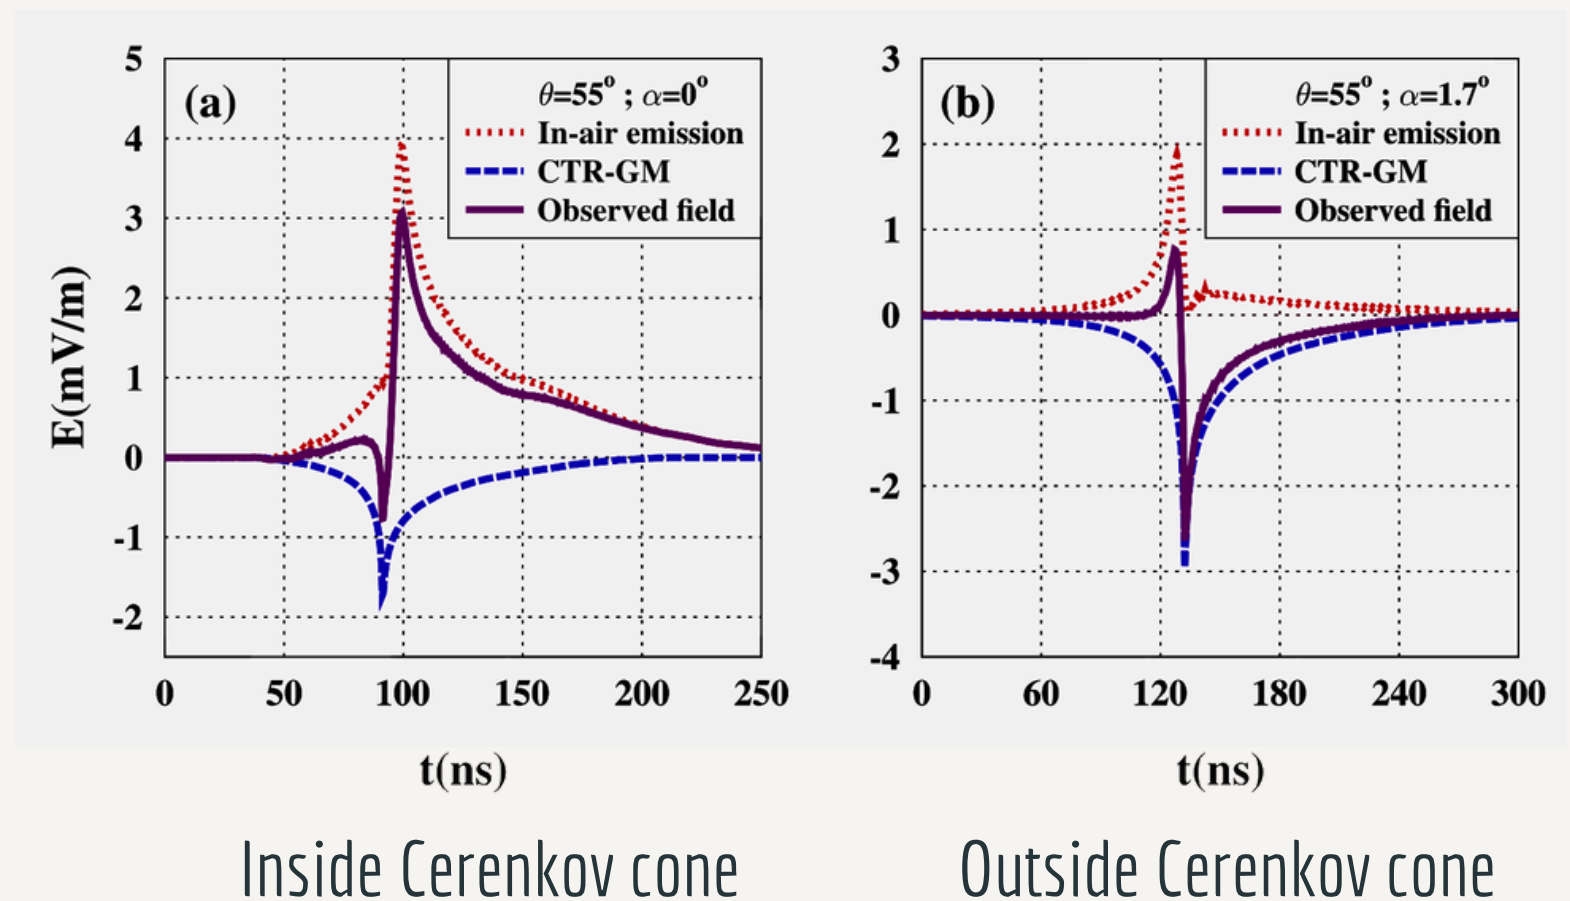 (a)
θ=55° ; α=0°
In-air emission
CTR-GM
Observed field
5
4
3
2
1
0
-1
-2
E(mV/m)
0 50 100 150 200 250
t(ns)
Inside Cerenkov cone
(b)
θ=55° ; α=1.7°
In-air emission
CTR-GM
Observed field
3
2
1
0
-1
-2
-3
-4
0 60 120 180 240 300
t(ns)
Outside Cerenkov cone